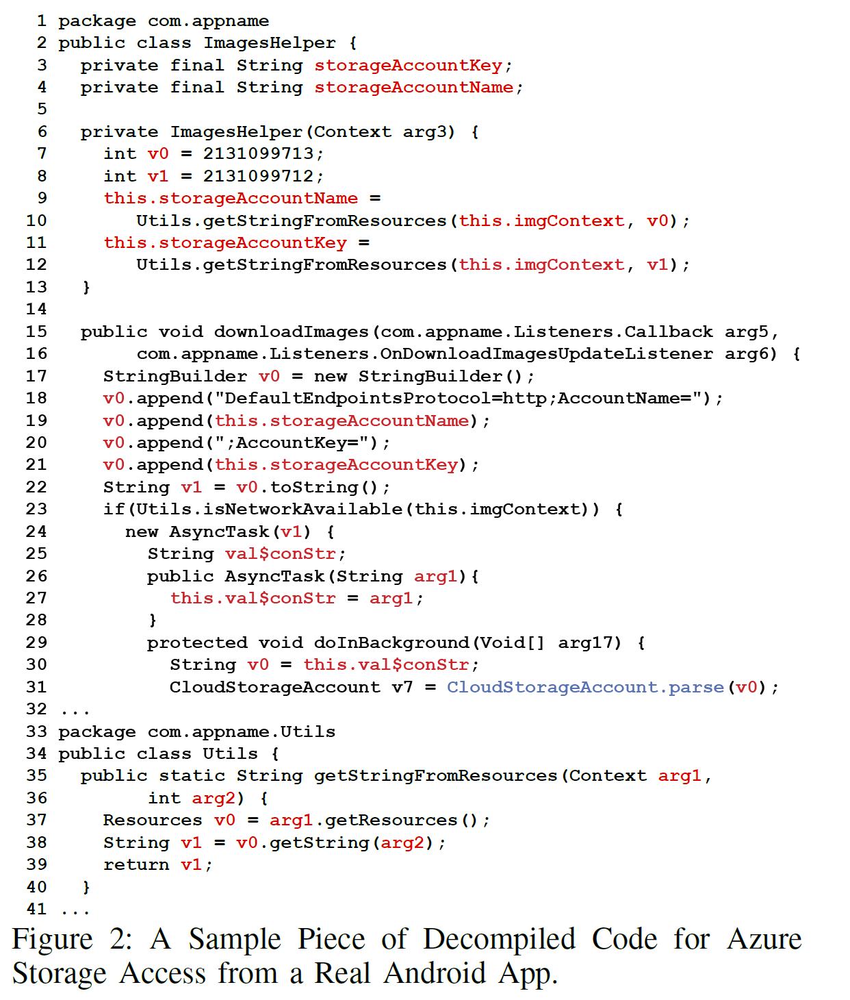 1 package com.appname
2 public class ImagesHelper {
3   private final String storageAccountKey;
4   private final String storageAccountName;
5
6   private ImagesHelper(Context arg3) {
7     int v0 = 2131099713;
8     int v1 = 2131099712;
9     this.storageAccountName =
10        Utils.getStringFromResources(this.imgContext, v0);
11     this.storageAccountKey =
12        Utils.getStringFromResources(this.imgContext, v1);
13   }
14
15   public void downloadImages(com.appname.Listeners.Callback arg5,
16        com.appname.Listeners.OnDownloadImagesUpdateListener arg6) {
17     StringBuilder v0 = new StringBuilder();
18     v0.append("DefaultEndpointsProtocol=http;AccountName=");
19     v0.append(this.storageAccountName);
20     v0.append(";AccountKey=");
21     v0.append(this.storageAccountKey);
22     String v1 = v0.toString();
23     if(Utils.isNetworkAvailable(this.imgContext)) {
24       new AsyncTask(v1) {
25         String val$conStr;
26         public AsyncTask(String arg1){
27           this.val$conStr = arg1;
28         }
29         protected void doInBackground(Void[] arg17) {
30           String v0 = this.val$conStr;
31           CloudStorageAccount v7 = CloudStorageAccount.parse(v0);
32 ...
33 package com.appname.Utils
34 public class Utils {
35   public static String getStringFromResources(Context arg1,
36         int arg2) {
37     Resources v0 = arg1.getResources();
38     String v1 = v0.getString(arg2);
39     return v1;
40   }
41 ...
Figure 2: A Sample Piece of Decompiled Code for Azure
Storage Access from a Real Android App.